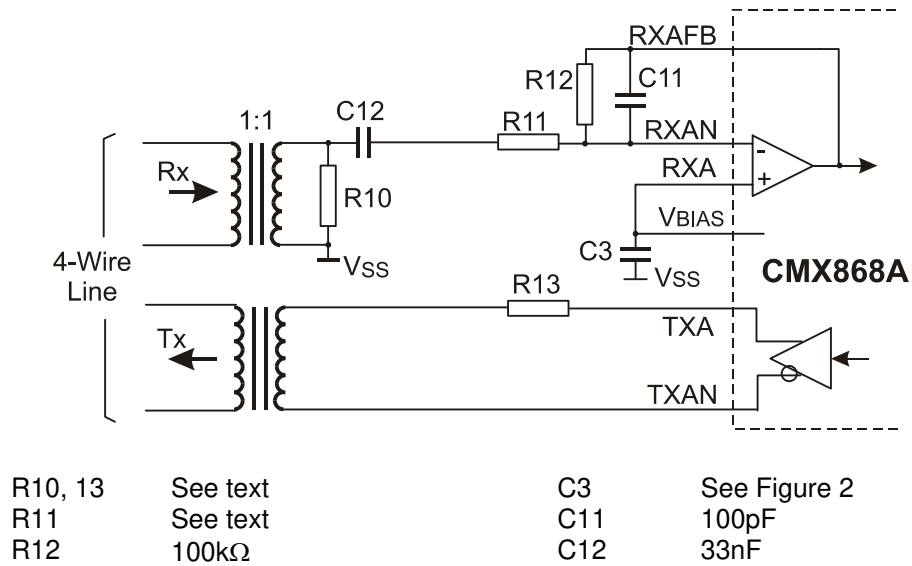 RXAFB
R12
C11
1:1
C12
R11
RXAN
-
Rx
RXA
+
R10
VBIAS
C3
VSS
VSS
4-Wire
Line
CMX868A
R13
Tx
TXA
TXAN
R10, 13 See text C3 See Figure 2
R11 See text C11 100pF
R12 100kΩ C12 33nF